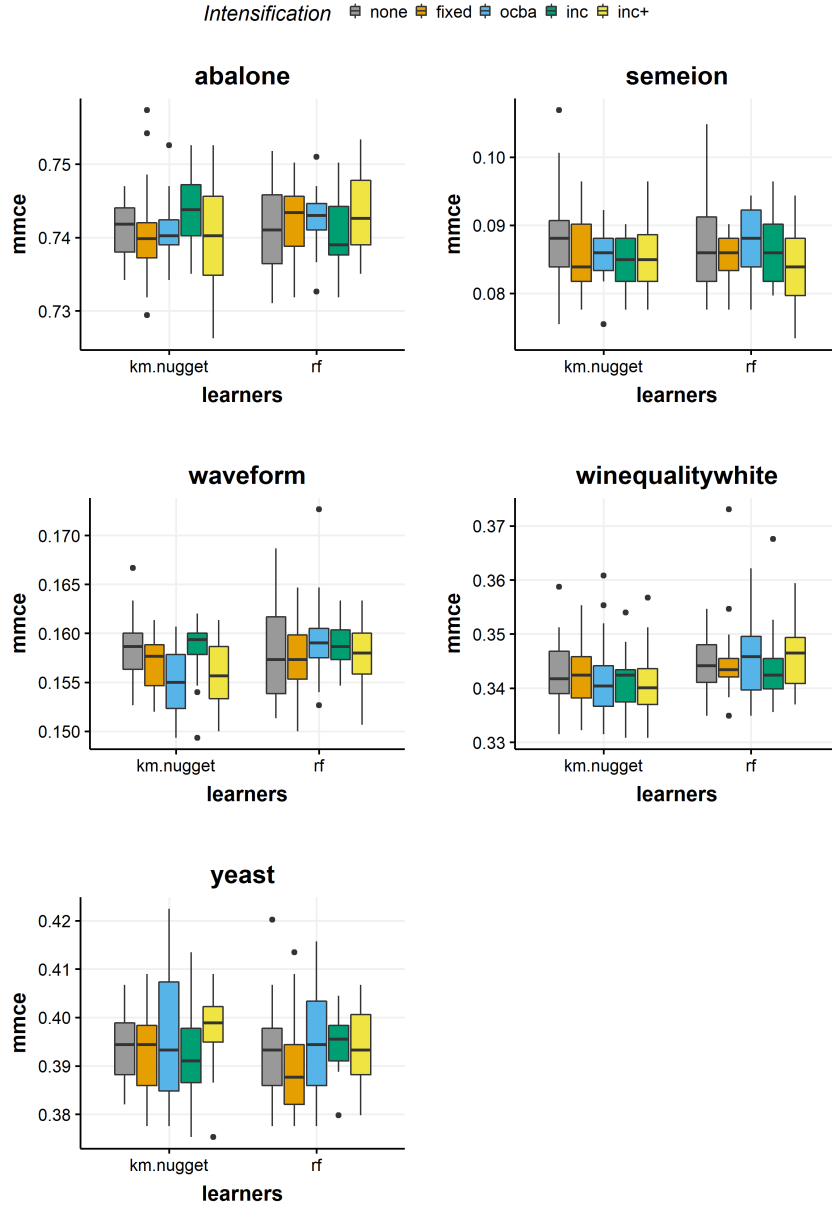 Intensification none fixed ocba inc inc+
abalone
mmce
0.75
0.74
0.73
km.nugget rf
learners
semeion
mmce
0.10
0.09
0.08
km.nugget rf
learners
waveform
mmce
0.170
0.165
0.160
0.155
0.150
km.nugget rf
learners
winequalitywhite
mmce
0.37
0.36
0.35
0.34
0.33
km.nugget rf
learners
yeast
mmce
0.42
0.41
0.40
0.39
0.38
km.nugget rf
learners